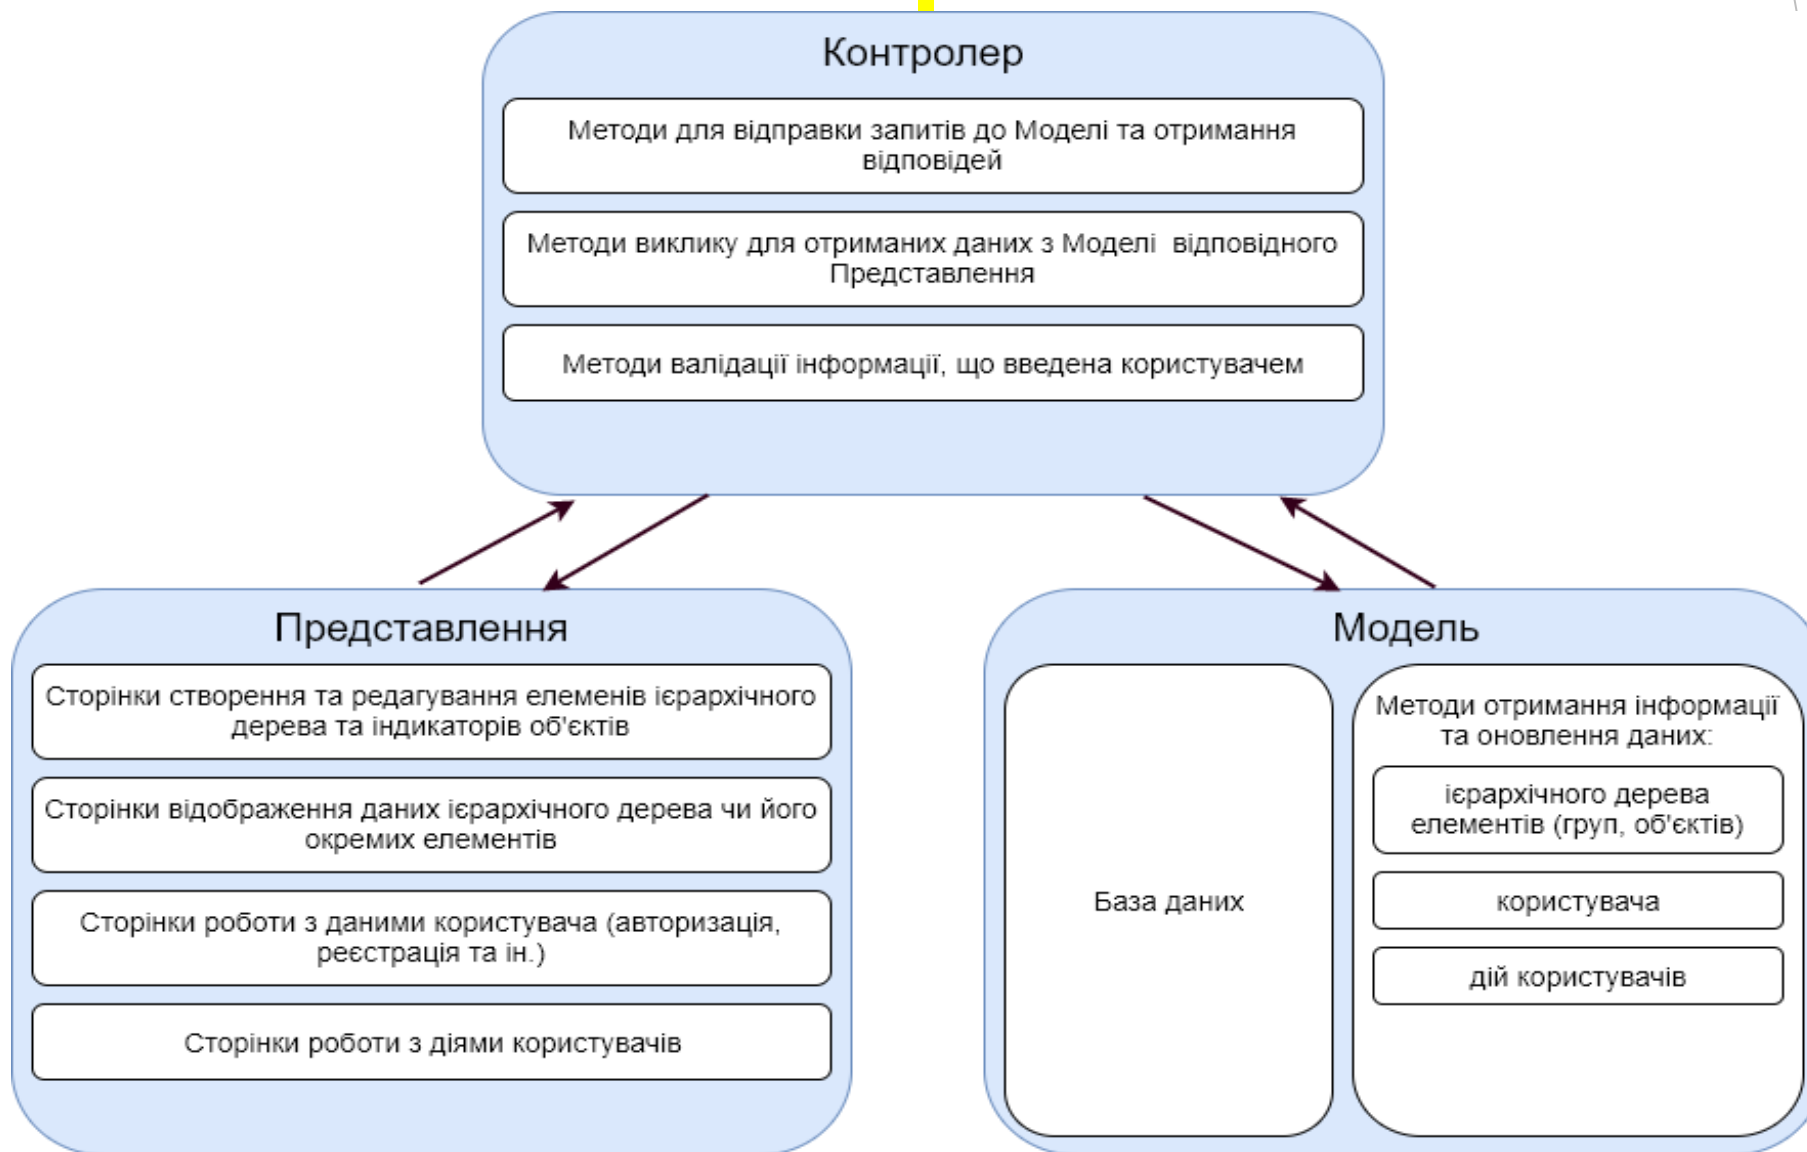 Контролер
Методи для відправки запитів до Моделі та отримання
відповідей
Методи виклику для отриманих даних з Моделі відповідного
Представлення
Методи валідації інформації, що введена користувачем
Представлення
Сторінки створення та редагування елеменів ієрархічного
дерева та індикаторів об'єктів
Сторінки відображення даних ієрархічного дерева чи його
окремих елементів
Сторінки роботи з даними користувача (авторизація,
реєстрація та ін.)
Сторінки роботи з діями користувачів
Модель
База даних
Методи отримання інформації
та оновлення даних:
ієрархічного дерева
елементів (груп, об'єктів)
користувача
дій користувачів